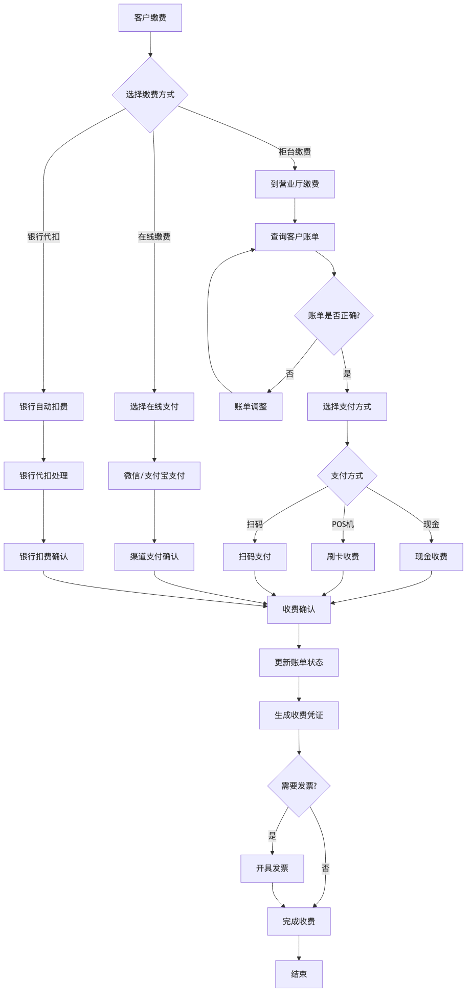 客户缴费
选择缴费方式
柜台缴费
到营业厅缴费
银行代扣
在线缴费
查询客户账单
账单是否正确?
否
是
银行自动扣费
选择在线支付
账单调整
选择支付方式
银行代扣处理
微信/支付宝支付
支付方式
扫码
POS机
现金
银行扣费确认
渠道支付确认
扫码支付
刷卡收费
现金收费
收费确认
更新账单状态
生成收费凭证
需要发票?
是
开具发票
否
完成收费
结束